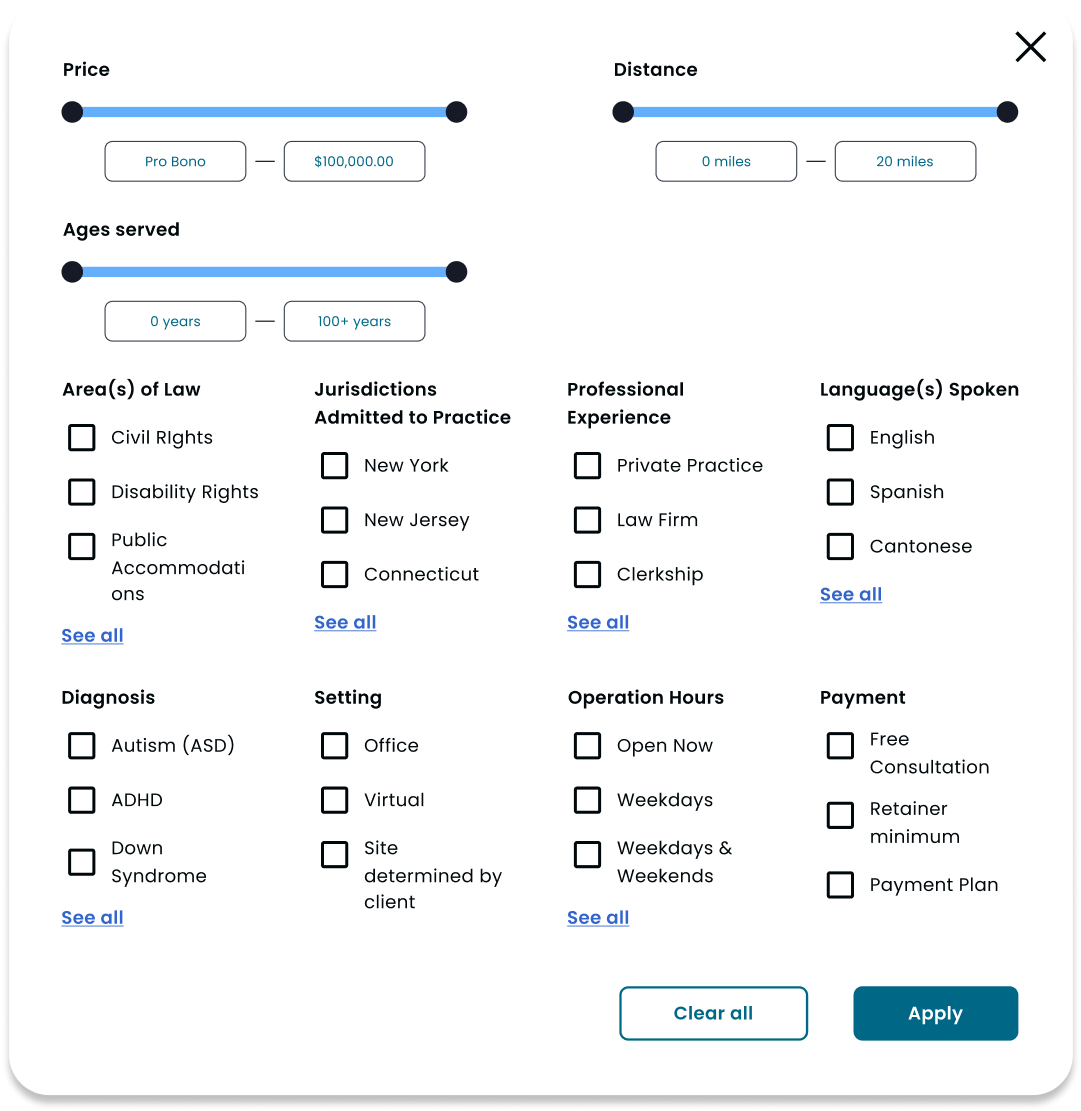 Price
Distance
Pro Bono — $100,000.00
0 miles — 20 miles
Ages served
0 years — 100+ years
Area(s) of Law
Civil RIghts
Disability Rights
Public
Accommodati
ons
See all
Jurisdictions
Admitted to Practice
New York
New Jersey
Connecticut
See all
Professional
Experience
Private Practice
Law Firm
Clerkship
See all
Language(s) Spoken
English
Spanish
Cantonese
See all
Diagnosis
Autism (ASD)
ADHD
Down
Syndrome
See all
Setting
Office
Virtual
Site
determined by
client
Operation Hours
Open Now
Weekdays
Weekdays &
Weekends
See all
Payment
Free
Consultation
Retainer
minimum
Payment Plan
Clear all
Apply